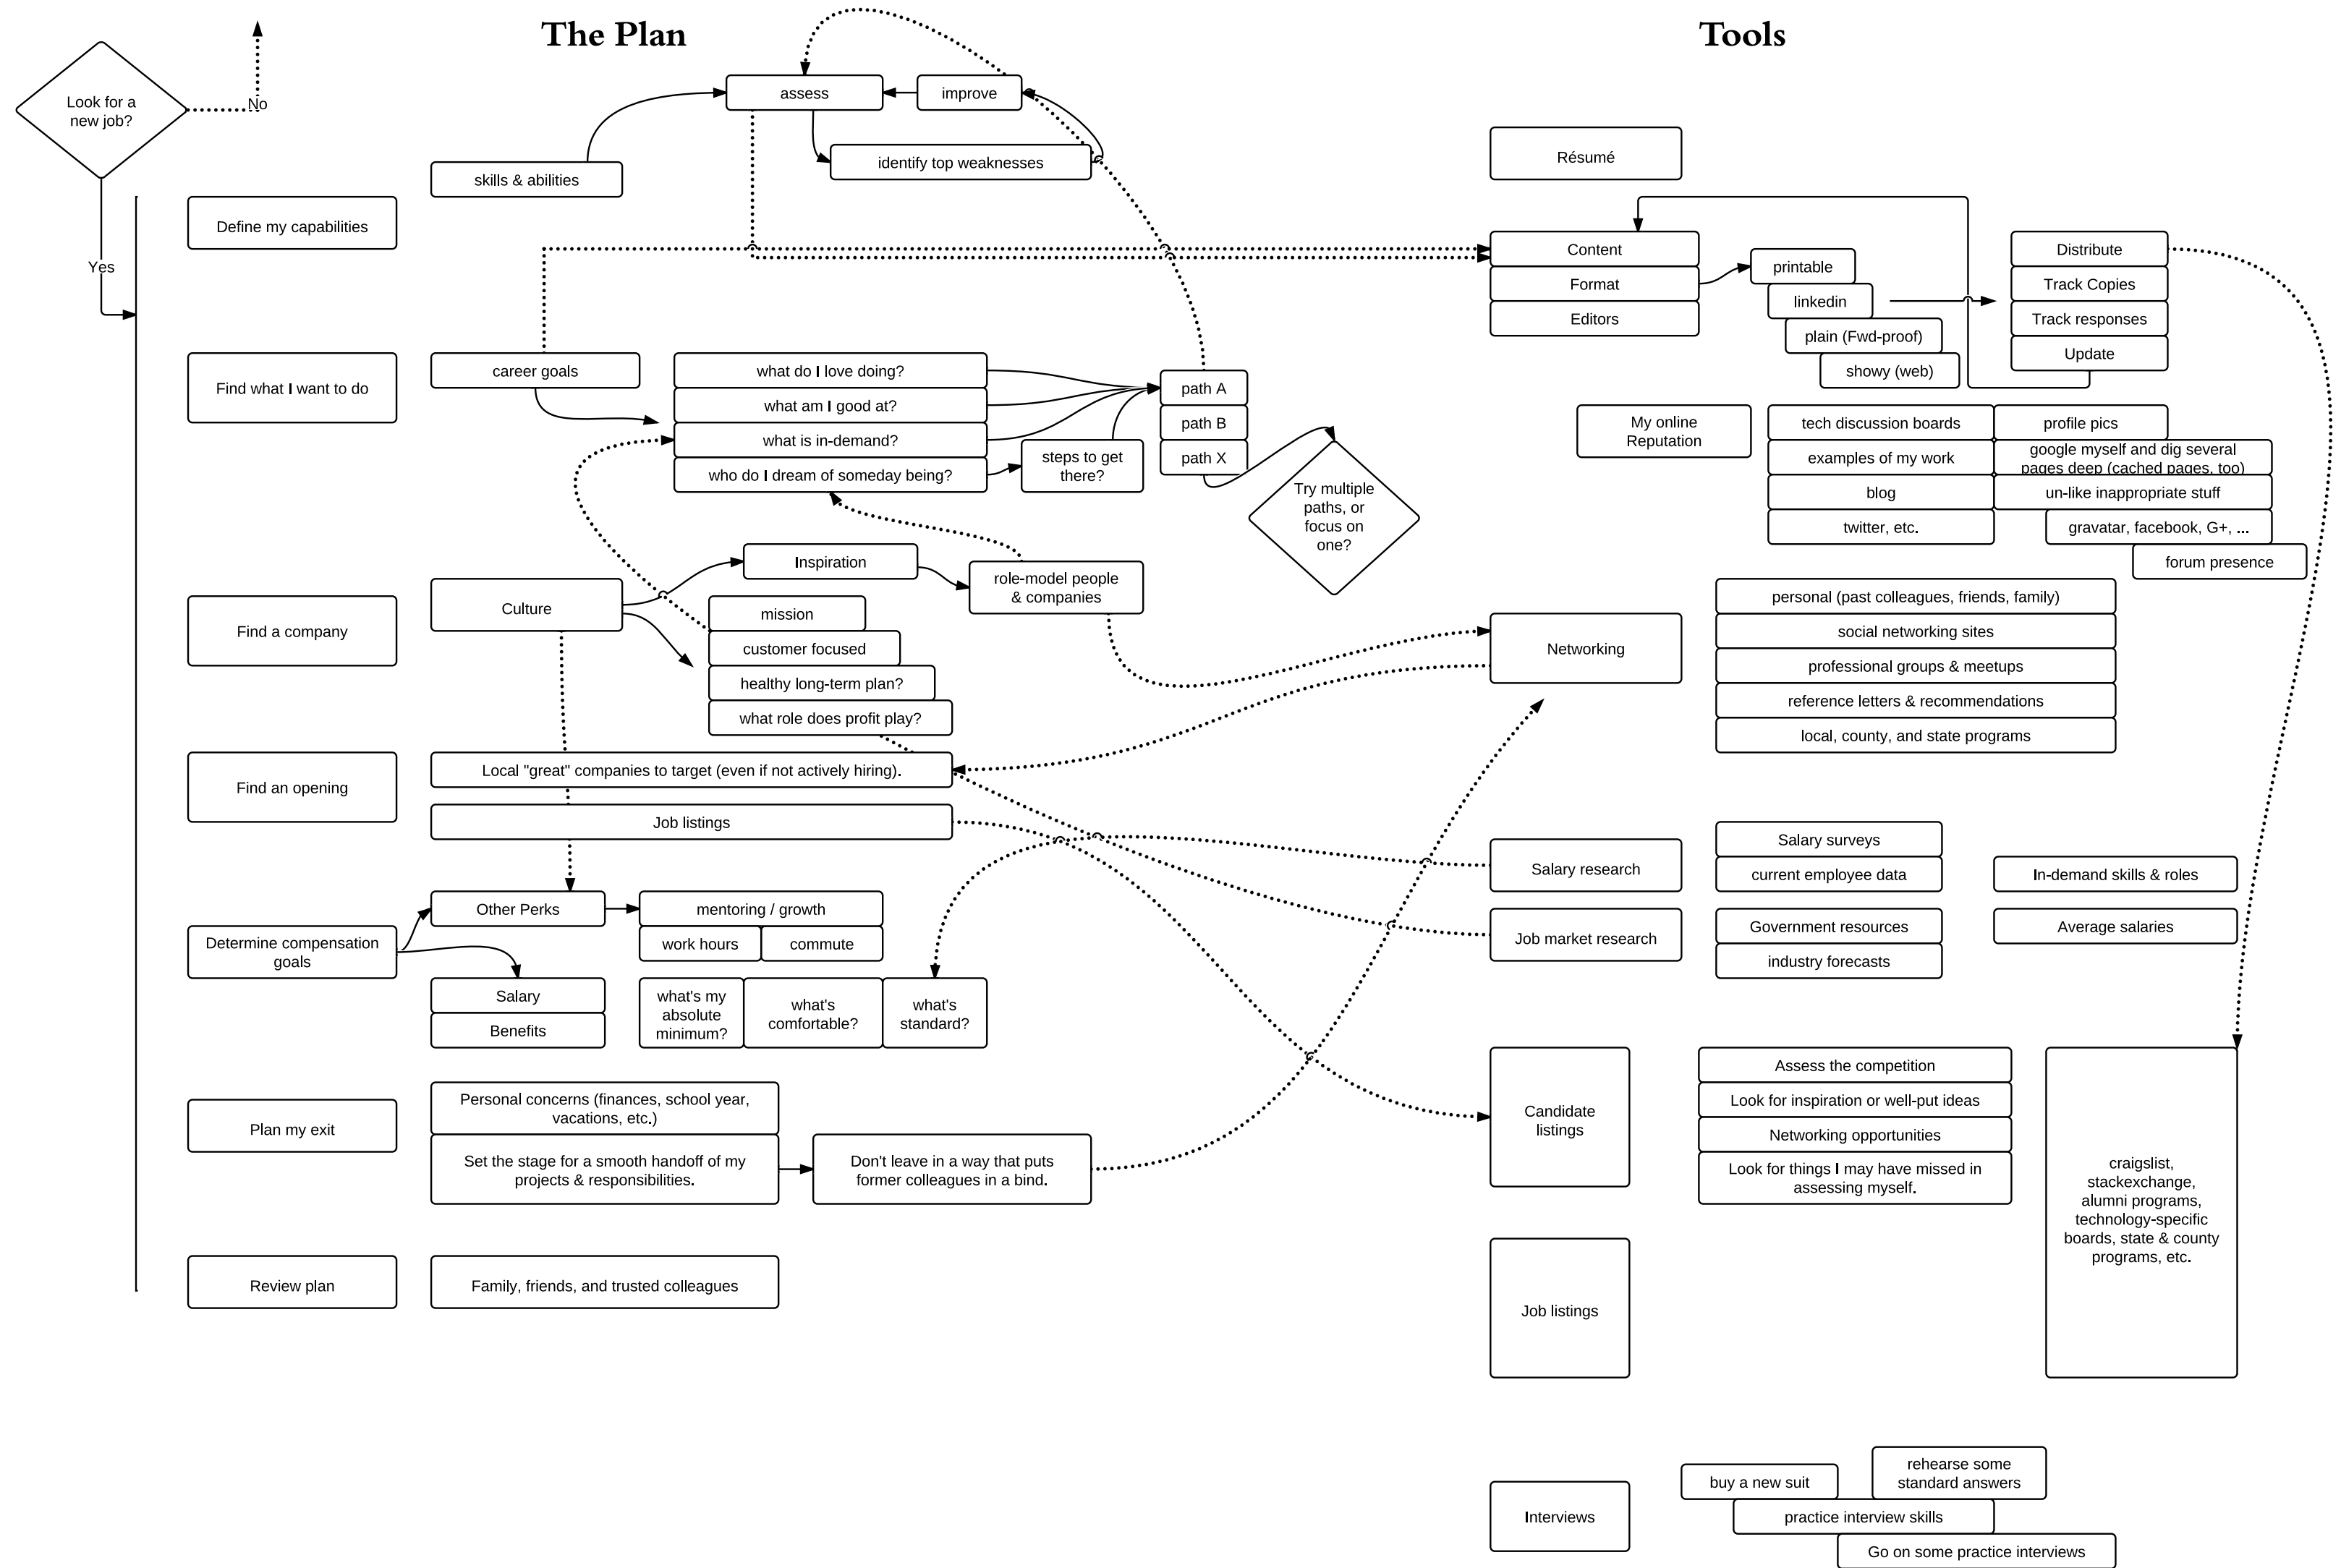 The Plan
Tools
Look for a
new job?
No
Yes
assess
improve
identify top weaknesses
skills & abilities
Define my capabilities
Find what I want to do
career goals
what do I love doing?
what am I good at?
what is in-demand?
who do I dream of someday being?
steps to get
there?
path A
path B
path X
Try multiple
paths, or
focus on
one?
Find a company
Culture
Inspiration
role-model people
& companies
mission
customer focused
healthy long-term plan?
what role does profit play?
Find an opening
Local "great" companies to target (even if not actively hiring).
Job listings
Determine compensation
goals
Other Perks
mentoring / growth
work hours
commute
Salary
Benefits
what's my
absolute
minimum?
what's
comfortable?
what's
standard?
Plan my exit
Personal concerns (finances, school year,
vacations, etc.)
Set the stage for a smooth handoff of my
projects & responsibilities.
Don't leave in a way that puts
former colleagues in a bind.
Review plan
Family, friends, and trusted colleagues
Résumé
Content
Format
Editors
printable
linkedin
plain (Fwd-proof)
showy (web)
Distribute
Track Copies
Track responses
Update
My online
Reputation
tech discussion boards
examples of my work
blog
twitter, etc.
profile pics
google myself and dig several
pages deep (cached pages, too)
un-like inappropriate stuff
gravatar, facebook, G+, ...
forum presence
Networking
personal (past colleagues, friends, family)
social networking sites
professional groups & meetups
reference letters & recommendations
local, county, and state programs
Salary research
Salary surveys
current employee data
In-demand skills & roles
Job market research
Government resources
industry forecasts
Average salaries
Candidate
listings
Assess the competition
Look for inspiration or well-put ideas
Networking opportunities
Look for things I may have missed in
assessing myself.
craigslist,
stackexchange,
alumni programs,
technology-specific
boards, state & county
programs, etc.
Job listings
Interviews
buy a new suit
rehearse some
standard answers
practice interview skills
Go on some practice interviews